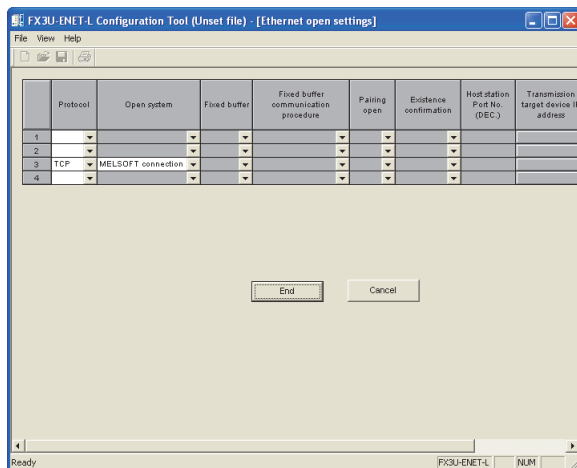 FX3U-ENET-L Configuration Tool (Unset file) - [Ethernet open settings]
File View Help
Protocol
Open system
Fixed buffer
Fixed buffer
communication
procedure
Pairing
open
Existence
confirmation
Host station
Port No.
(DEC.)
Transmission
target device IP
address
1
2
3 TCP MELSOFT connection
4
End Cancel
Ready FX3U-ENET-L NUM